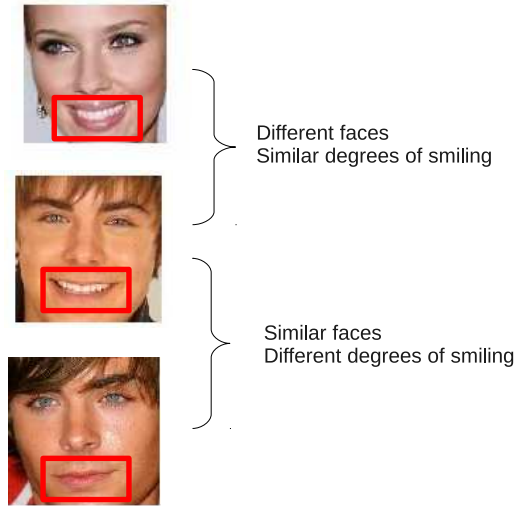 Different faces
Similar degrees of smiling
Similar faces
Different degrees of smiling